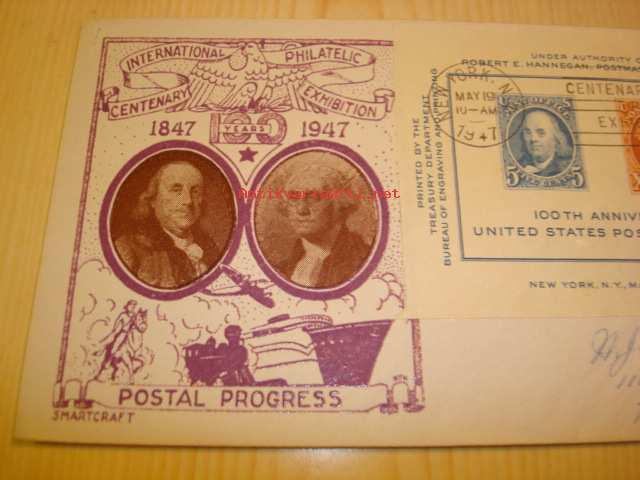 INTERNATIONAL PHILATELIC
CENTENARY EXHIBITION
1847 100 YEARS 1947
POSTAL PROGRESS
SMARTCRAFT
UNDER AUTHORITY
ROBERT E. HANNEGAN,
PRINTED BY THE
TREASURY DEPARTMENT
BUREAU OF ENGRAVING AND PRINTING
NEW YORK, N.
MAY 19
10-AM
1947
CENTENAR
EX
5 5
100TH ANNIV
UNITED STATES POS
NEW YORK, N.Y.,